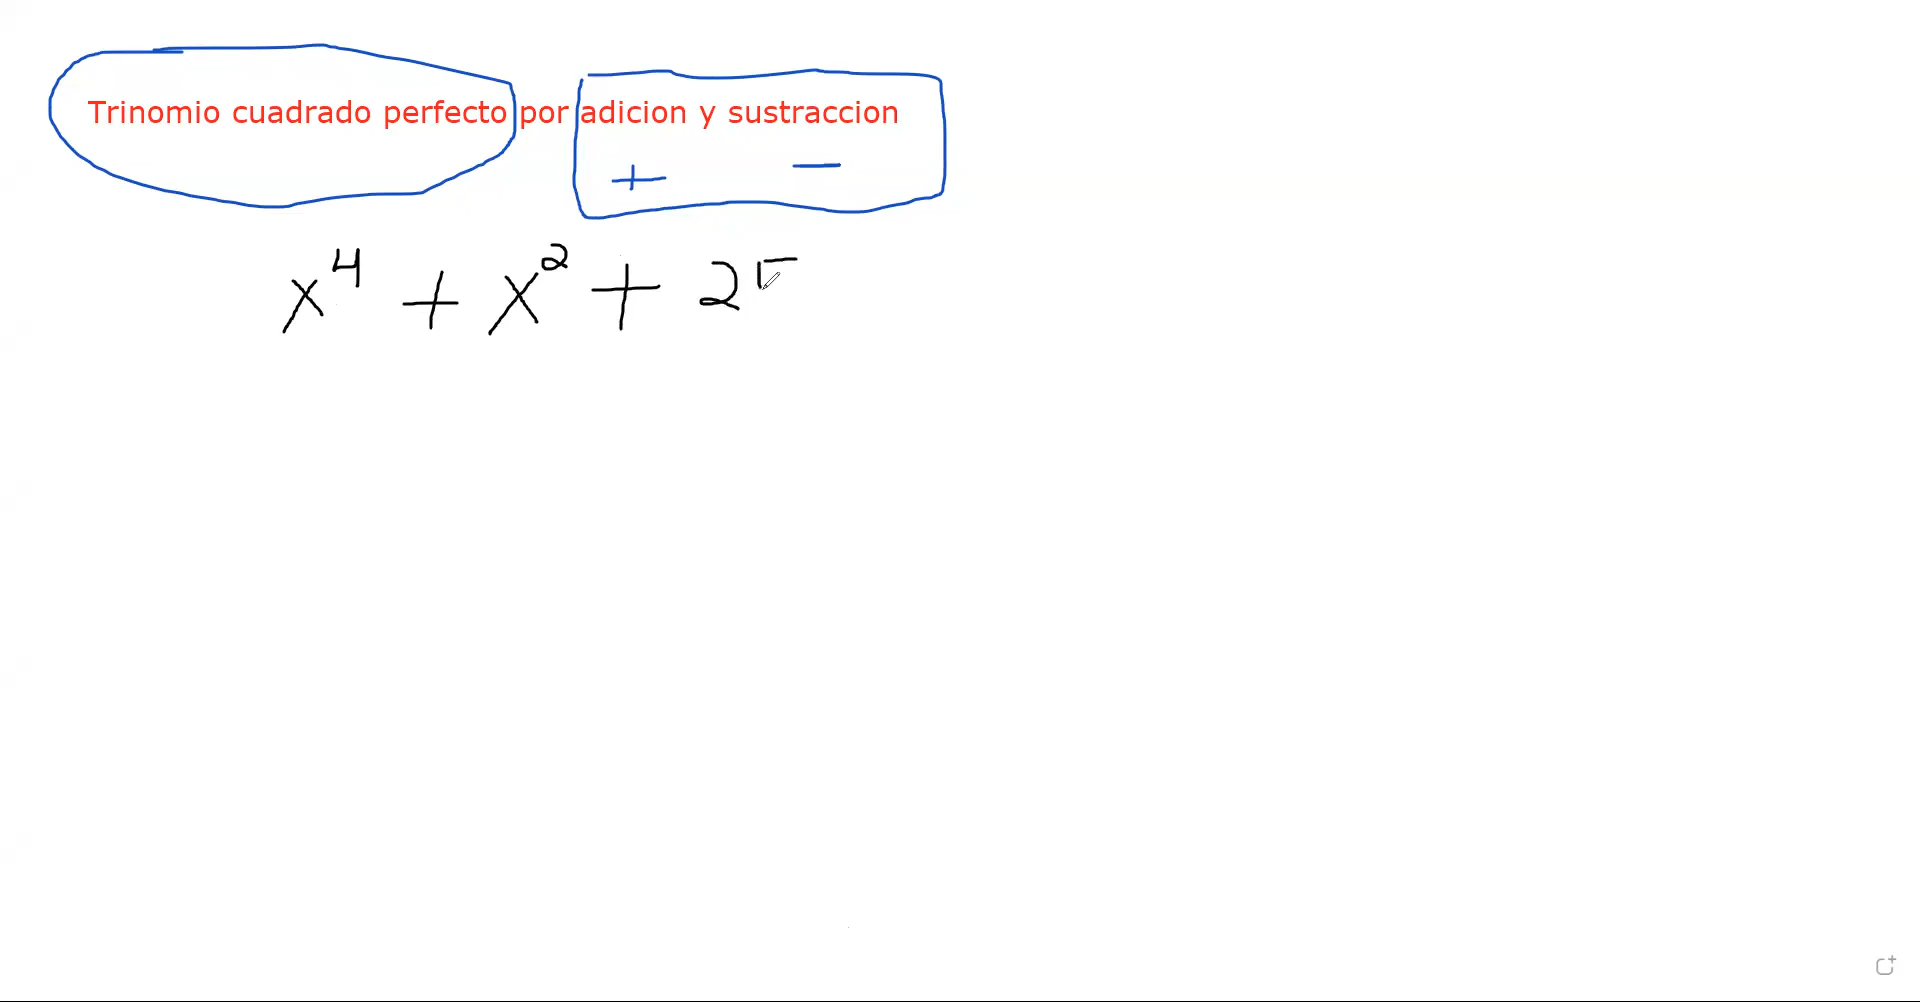 Trinomio cuadrado perfecto por adicion y sustraccion
+ −
x⁴ + x² + 25